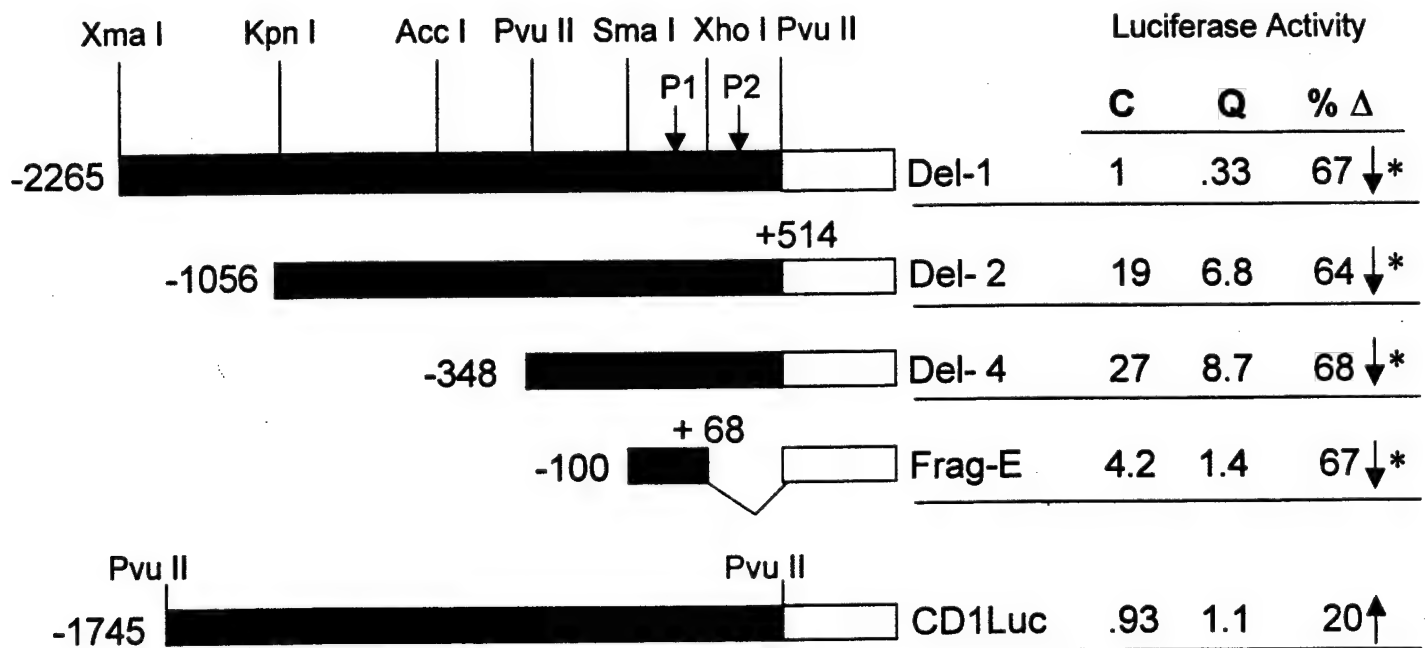 Xma I Kpn I Acc I Pvu II Sma I Xho I Pvu II Luciferase Activity
P1 P2 C Q % Δ
-2265 Del-1 1 .33 67 ↓*
+514
-1056 Del- 2 19 6.8 64 ↓*
-348 Del- 4 27 8.7 68 ↓*
+ 68
-100 Frag-E 4.2 1.4 67 ↓*
Pvu II Pvu II
-1745 CD1Luc .93 1.1 20 ↑